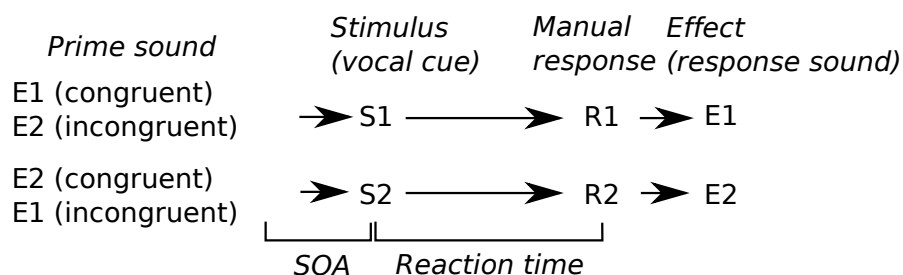 Prime sound
Stimulus
(vocal cue)
Manual
response
Effect
(response sound)
E1 (congruent)
E2 (incongruent)
S1
R1
E1
E2 (congruent)
E1 (incongruent)
S2
R2
E2
SOA
Reaction time